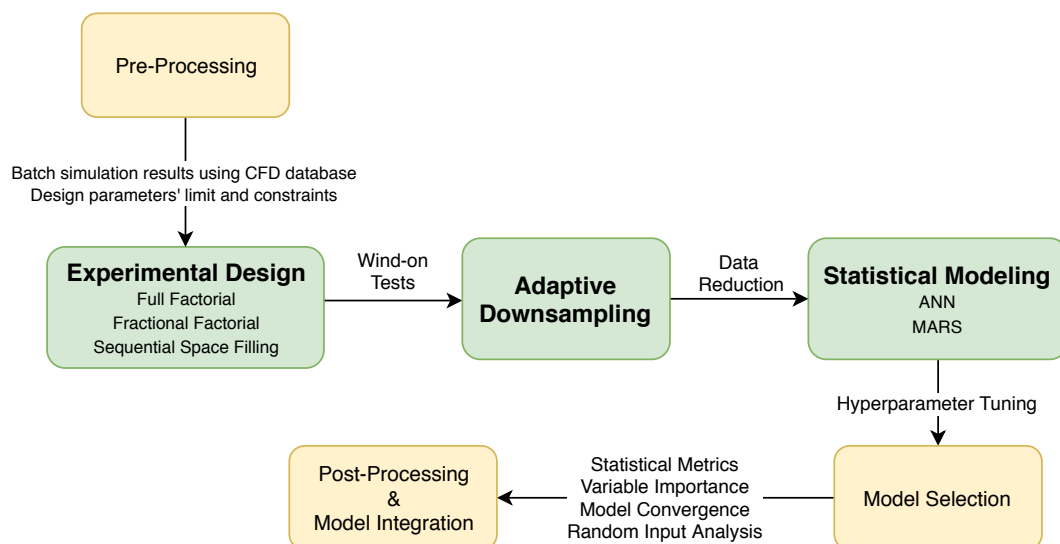 Pre-Processing
Batch simulation results using CFD database
Design parameters' limit and constraints
Experimental Design
Full Factorial
Fractional Factorial
Sequential Space Filling
Wind-on
Tests
Adaptive
Downsampling
Data
Reduction
Statistical Modeling
ANN
MARS
Hyperparameter Tuning
Model Selection
Statistical Metrics
Variable Importance
Model Convergence
Random Input Analysis
Post-Processing
&
Model Integration